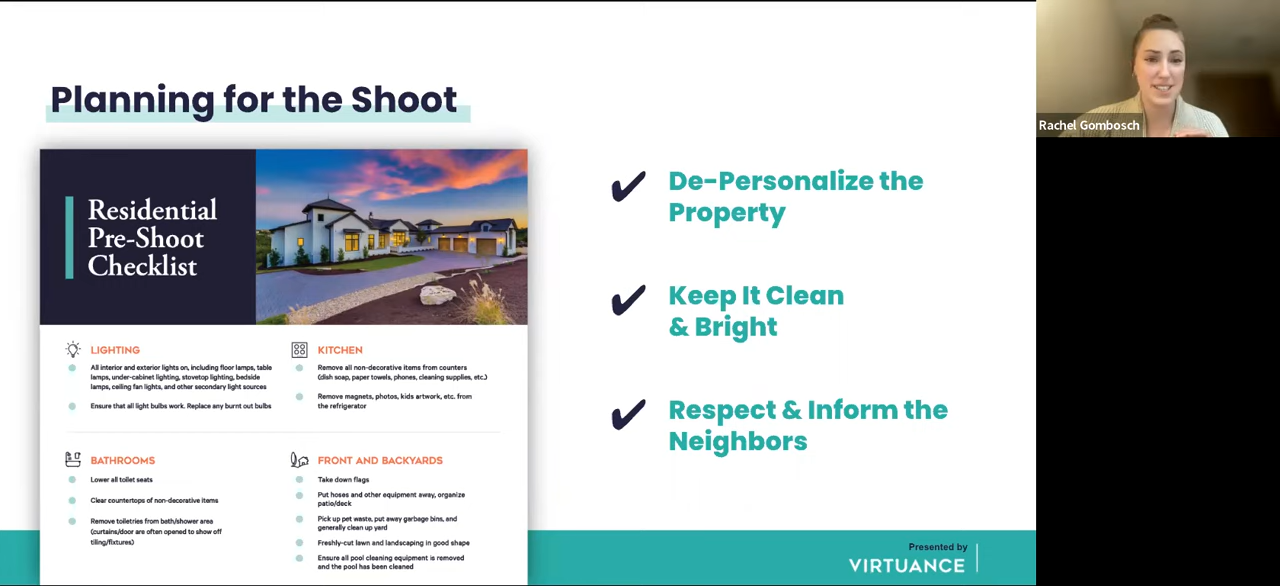 Planning for the Shoot
Residential
Pre-Shoot
Checklist
LIGHTING
All interior and exterior lights on, including floor lamps, table
lamps, under-cabinet lighting, stovetop lighting, bedside
lamps, ceiling fan lights, and other secondary light sources
Ensure that all light bulbs work. Replace any burnt out bulbs
KITCHEN
Remove all non-decorative items from counters
(dish soap, paper towels, phones, cleaning supplies, etc.)
Remove magnets, photos, kids artwork, etc. from
the refrigerator
BATHROOMS
Lower all toilet seats
Clear countertops of non-decorative items
Remove toiletries from bath/shower area
(curtains/door are often opened to show off
tiling/fixtures)
FRONT AND BACKYARDS
Take down flags
Put hoses and other equipment away, organize
patio/deck
Pick up pet waste, put away garbage bins, and
generally clean up yard
Freshly-cut lawn and landscaping in good shape
Ensure all pool cleaning equipment is removed
and the pool has been cleaned
De-Personalize the
Property
Keep It Clean
& Bright
Respect & Inform the
Neighbors
Presented by
VIRTUANCE
Rachel Gombosch